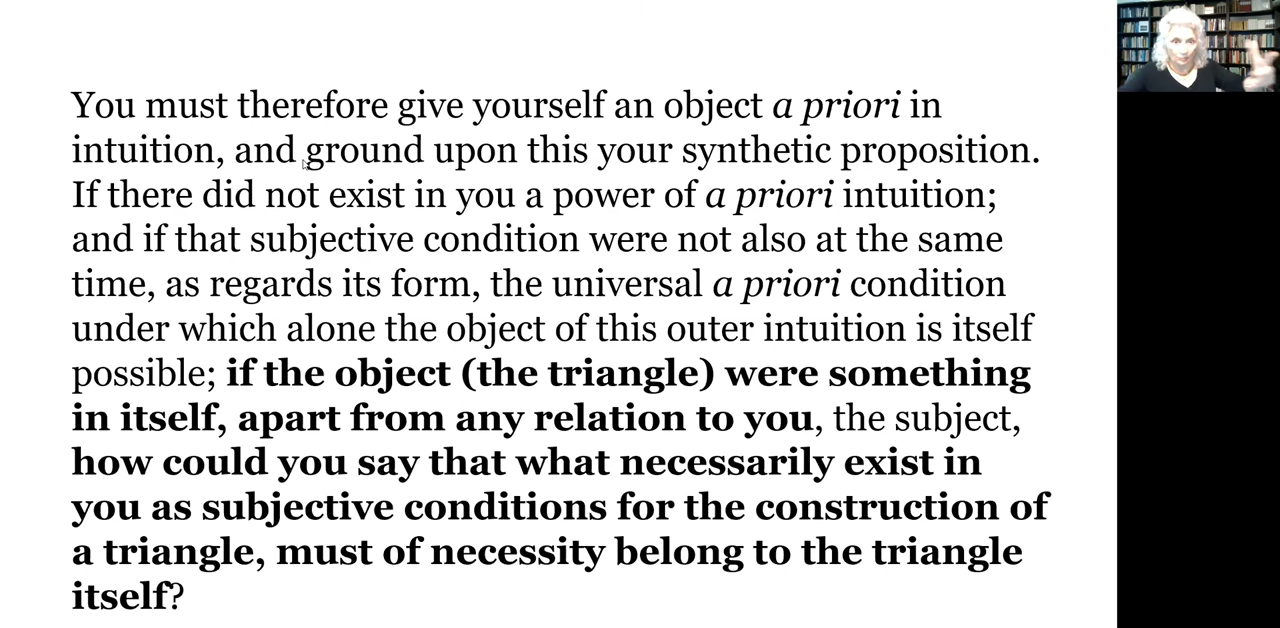 You must therefore give yourself an object a priori in
intuition, and ground upon this your synthetic proposition.
If there did not exist in you a power of a priori intuition;
and if that subjective condition were not also at the same
time, as regards its form, the universal a priori condition
under which alone the object of this outer intuition is itself
possible; if the object (the triangle) were something
in itself, apart from any relation to you, the subject,
how could you say that what necessarily exist in
you as subjective conditions for the construction of
a triangle, must of necessity belong to the triangle
itself?